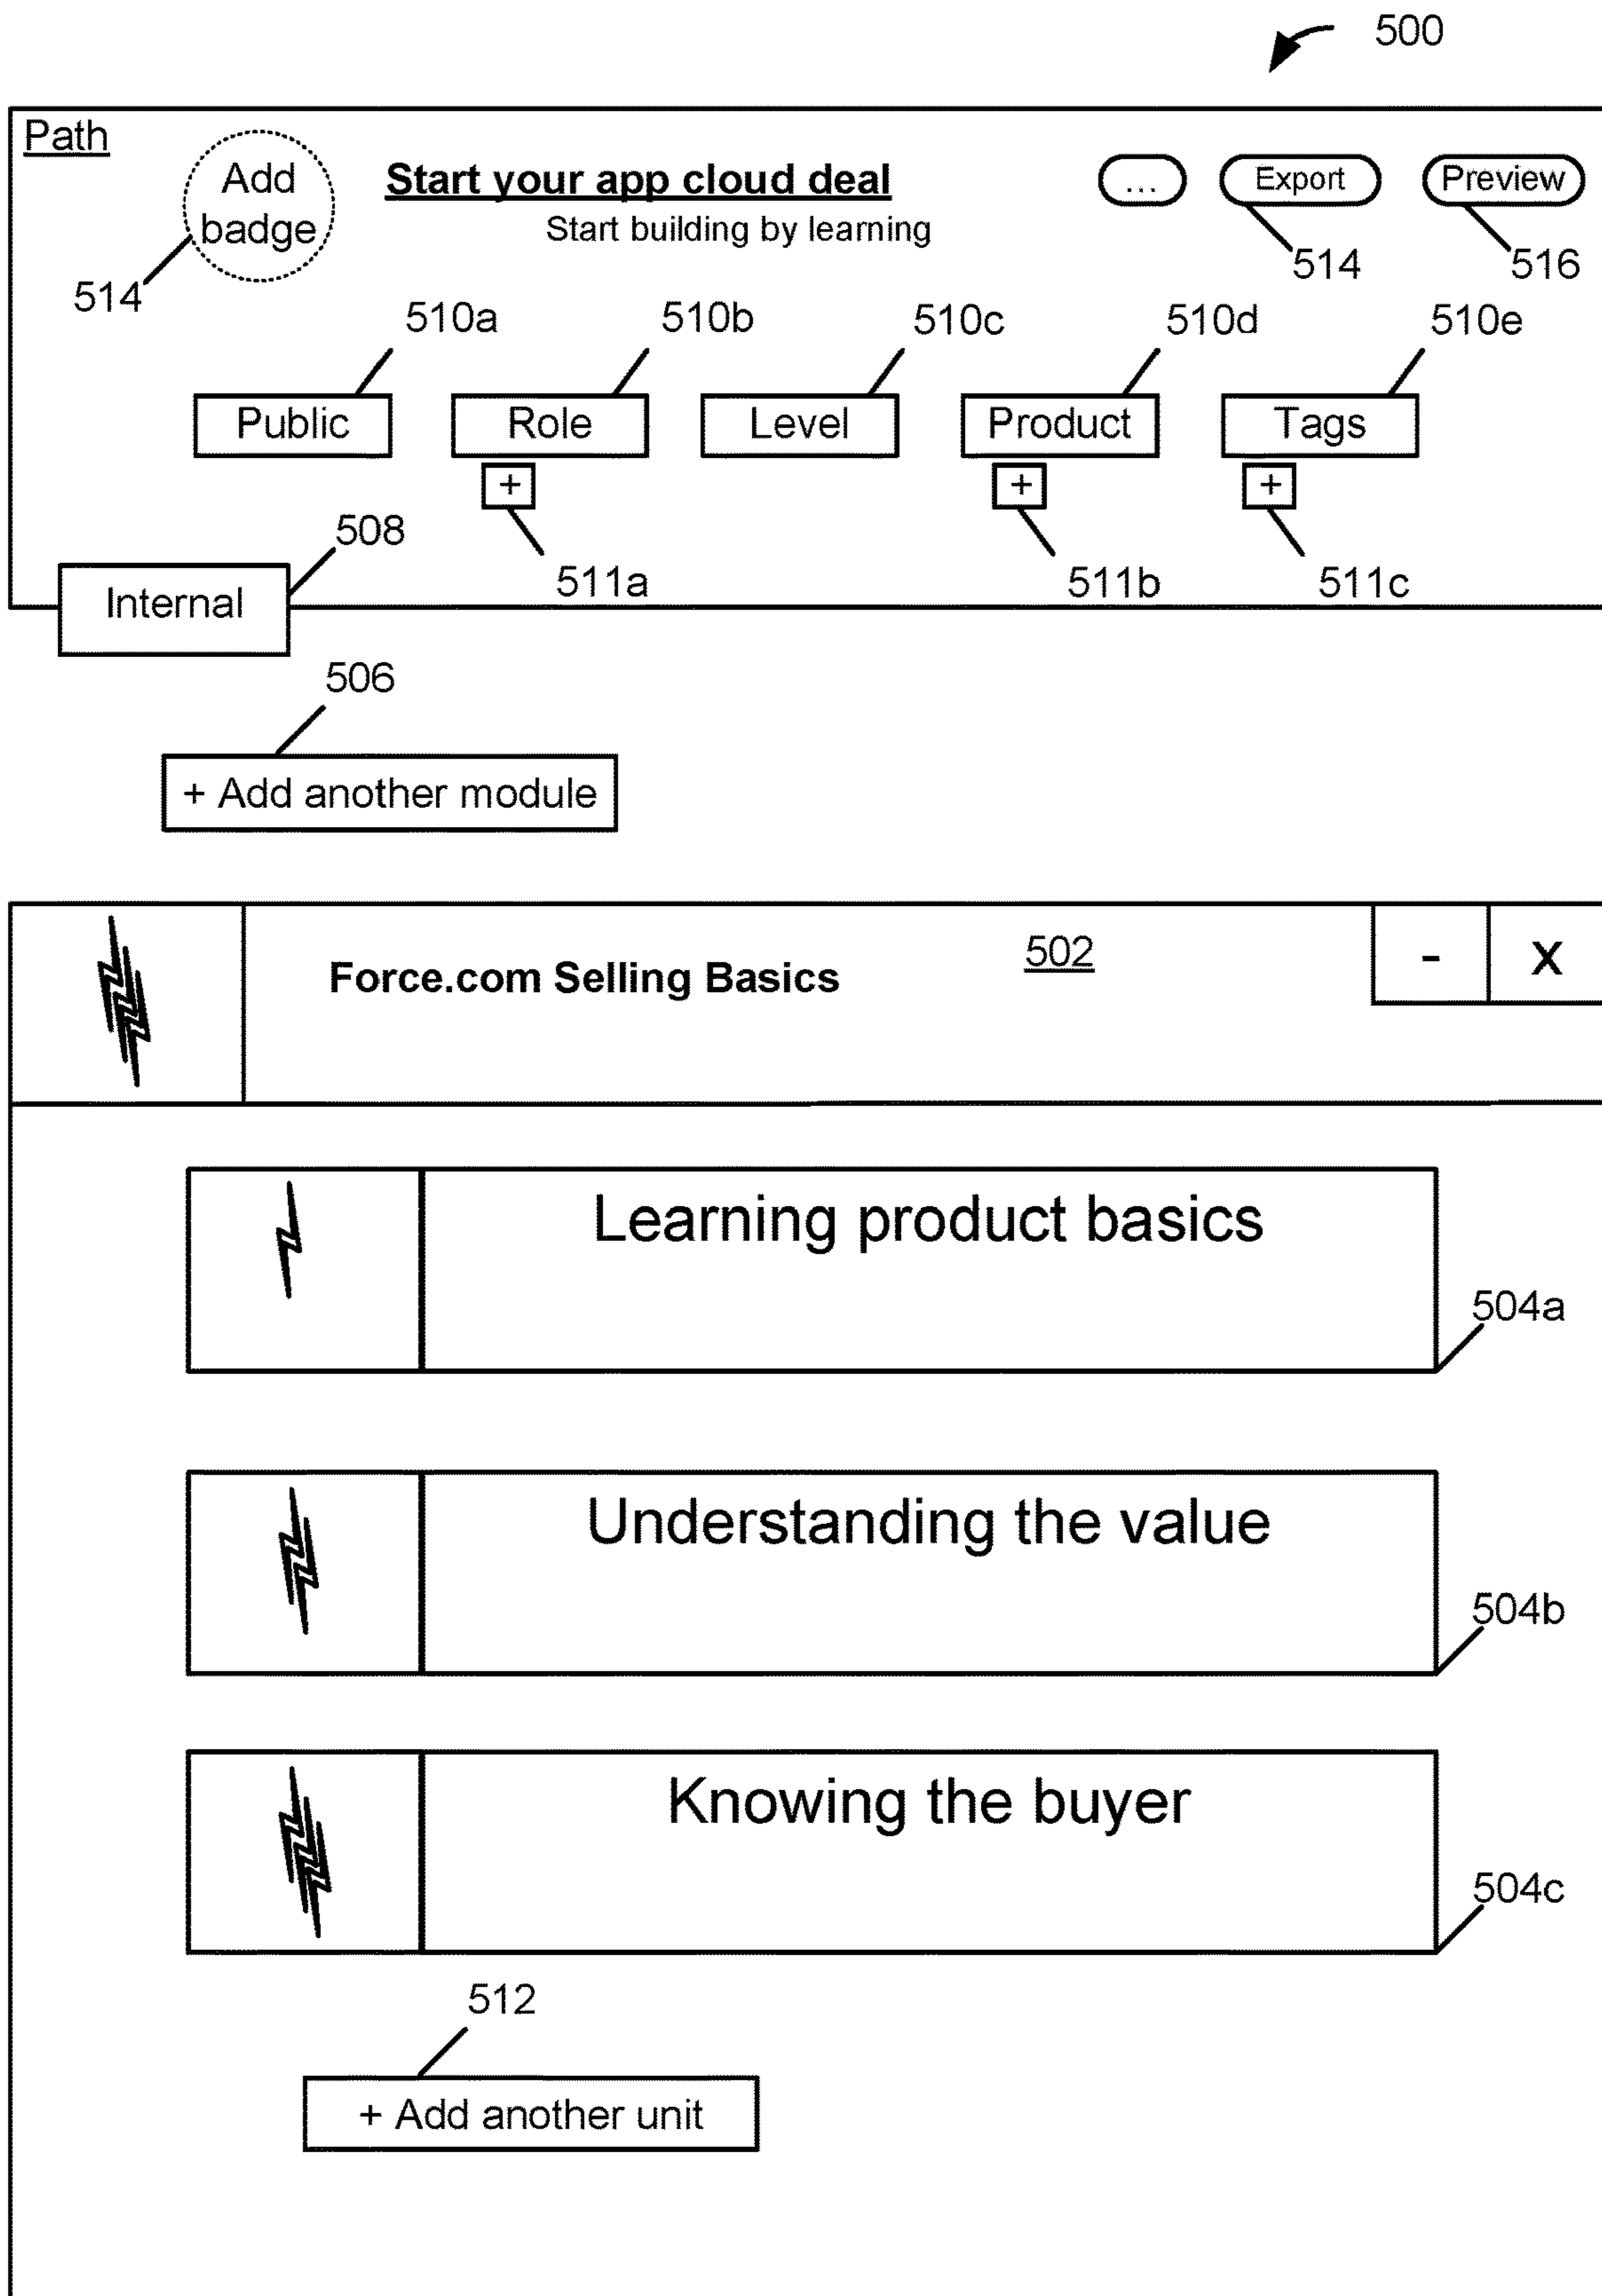 500
Path
Add
badge
Start your app cloud deal
Start building by learning
...
Export
Preview
514
514
516
510a
510b
510c
510d
510e
Public
Role
Level
Product
Tags
+
+
+
511a
511b
511c
508
Internal
506
+ Add another module
Force.com Selling Basics
502
-
X
Learning product basics
504a
Understanding the value
504b
Knowing the buyer
504c
512
+ Add another unit